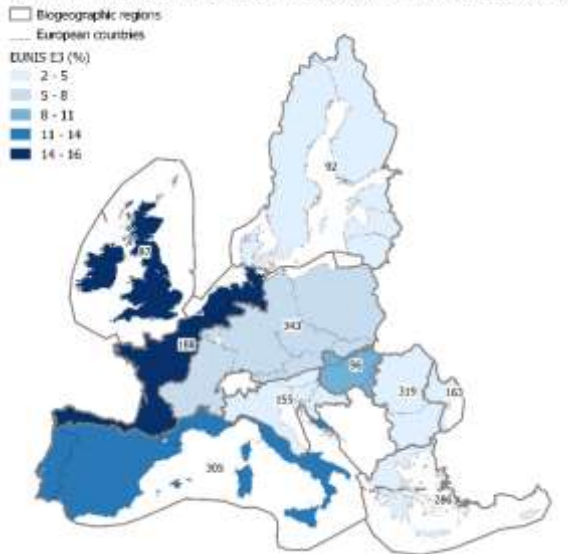 Biogeographic regions
European countries
EUNIS E3 (%)
2 - 5
5 - 8
8 - 11
11 - 14
14 - 16
92
343
155
319
163
305